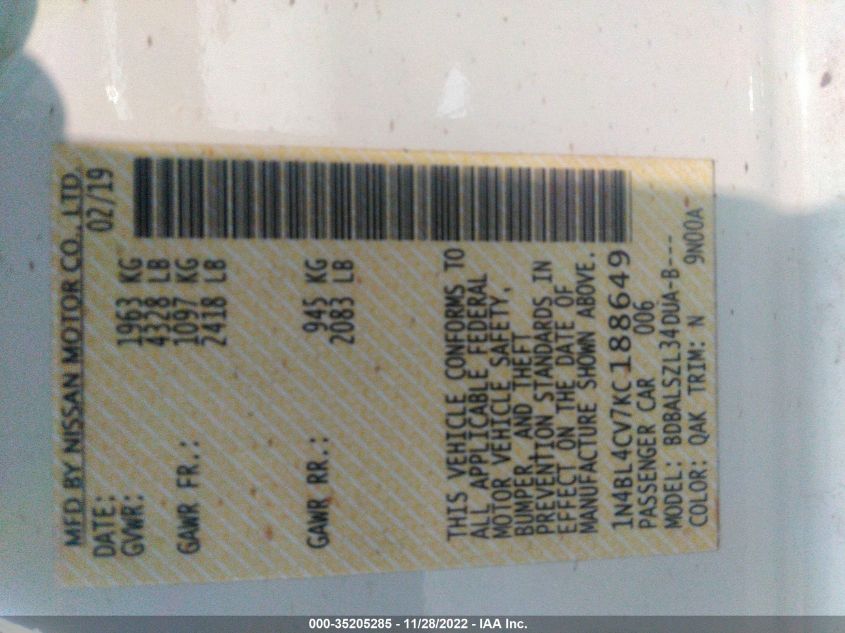 MFD BY NISSAN MOTOR CO., LTD.
DATE: 02/19
GVWR: 1963 KG
4328 LB
GAWR FR.: 1097 KG
2418 LB
GAWR RR.: 945 KG
2083 LB
THIS VEHICLE CONFORMS TO
ALL APPLICABLE FEDERAL
MOTOR VEHICLE SAFETY,
BUMPER, AND THEFT
PREVENTION STANDARDS IN
EFFECT ON THE DATE OF
MANUFACTURE SHOWN ABOVE.
1N4BL4CV7KC188649
PASSENGER CAR 006
MODEL: BDBALSZL34DUA-B---
COLOR: QAK TRIM: N 9N00A
000-35205285 - 11/28/2022 - IAA Inc.